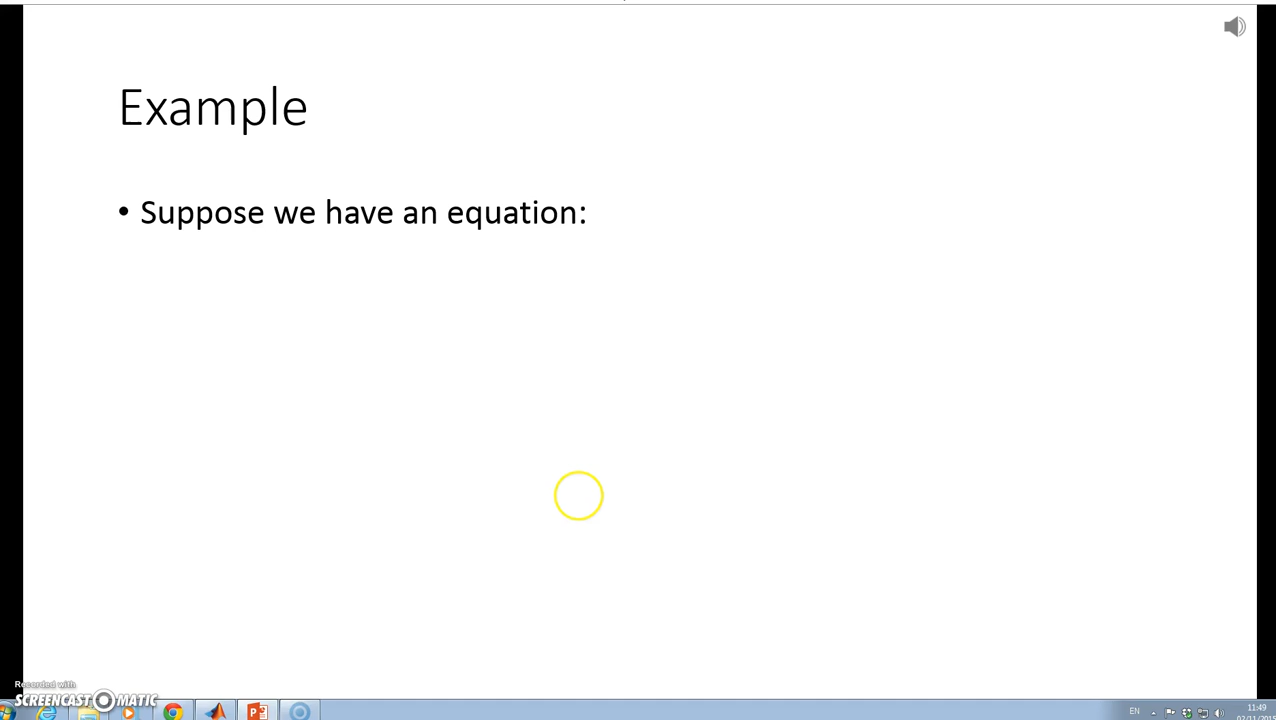 Example
• Suppose we have an equation:
Recorded with
SCREENCAST MATIC
EN
11:49